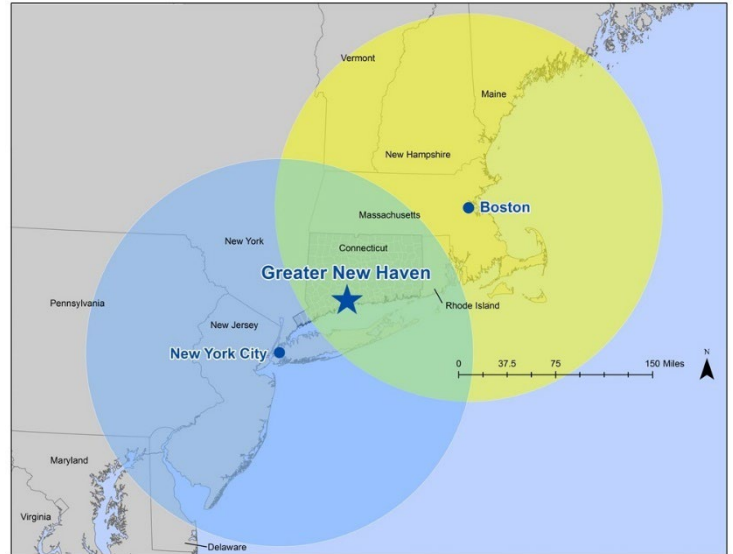 Vermont
Maine
New Hampshire
Boston
Massachusetts
New York
Connecticut
Greater New Haven
Pennsylvania
Rhode Island
New Jersey
New York City
0 37.5 75 150 Miles
N
Maryland
Virginia
Delaware